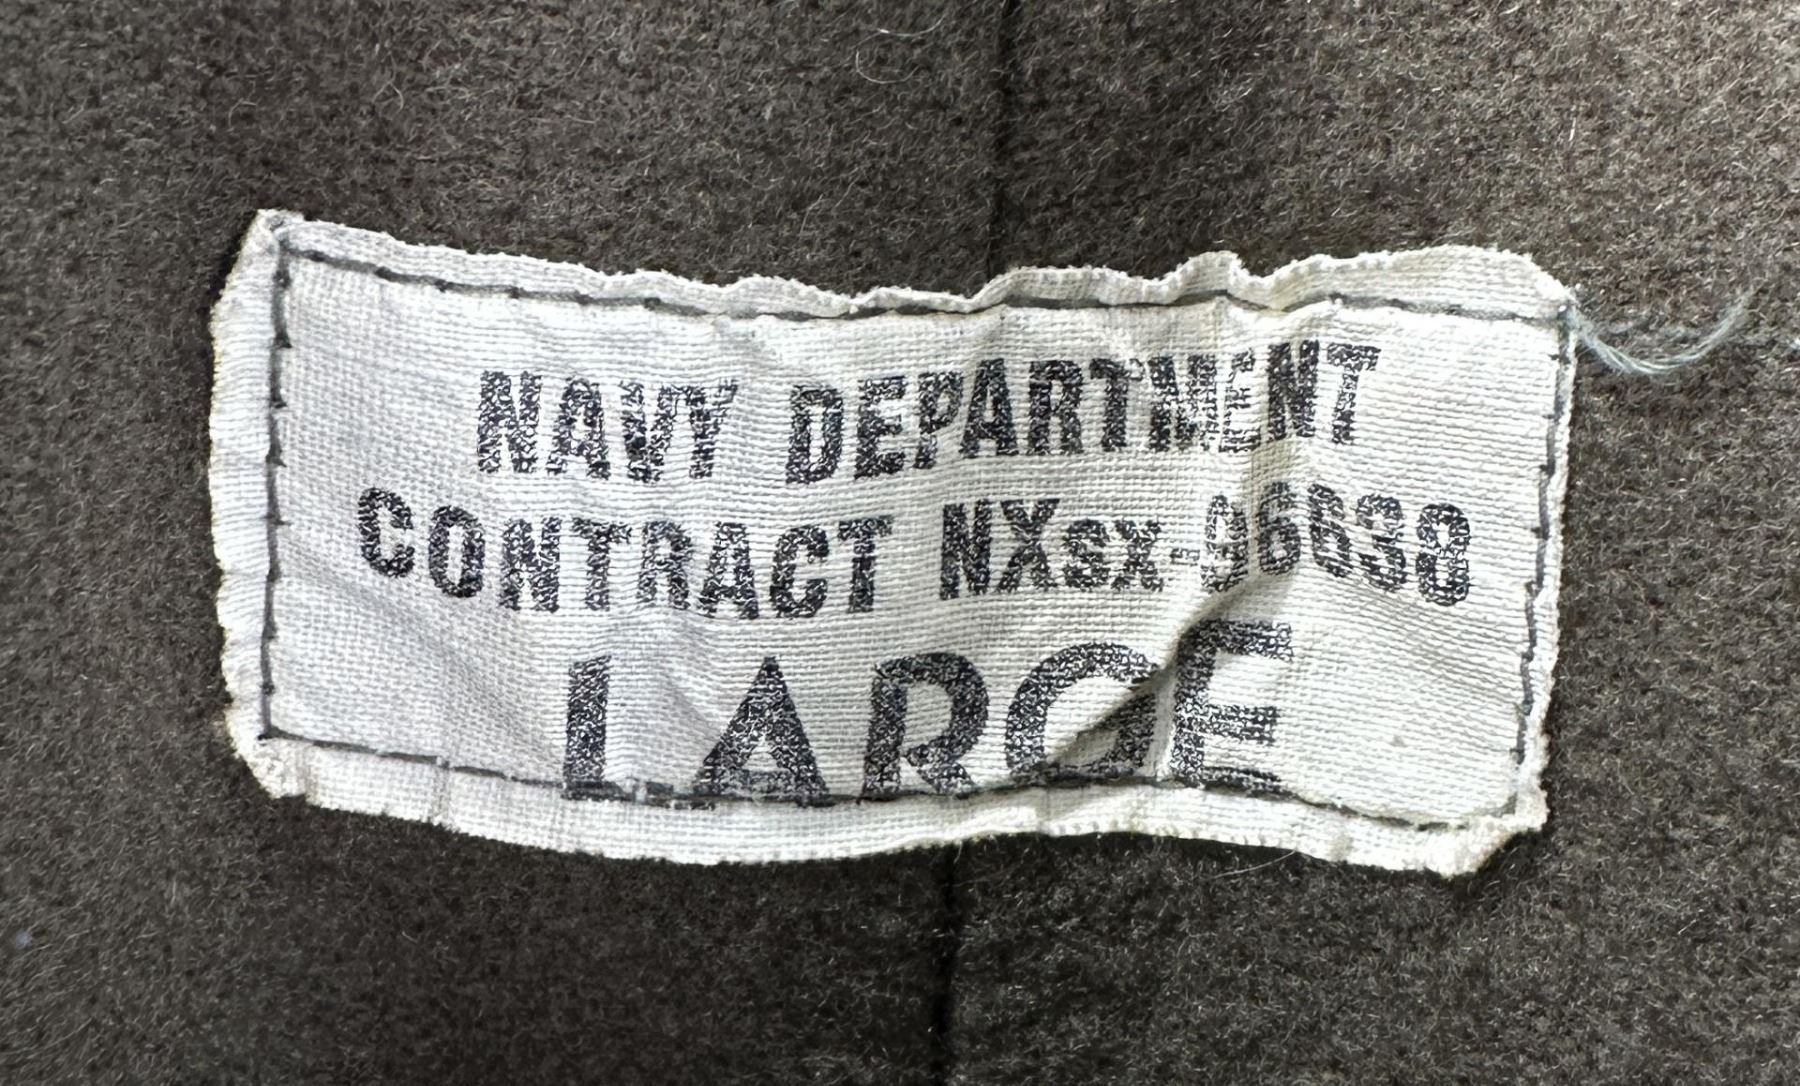 NAVY DEPARTMENT
CONTRACT NXsx-96638
LARGE